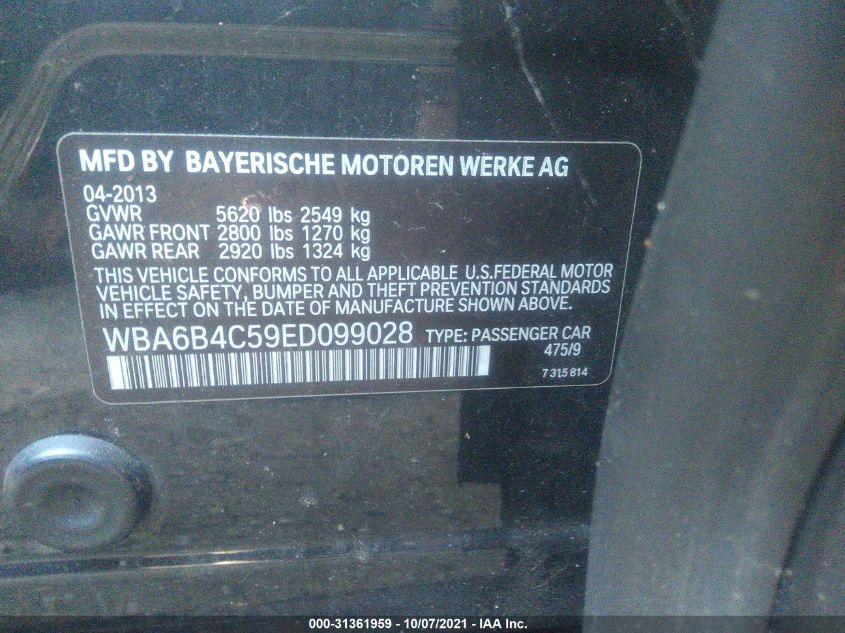 MFD BY BAYERISCHE MOTOREN WERKE AG
04-2013
GVWR 5620 lbs 2549 kg
GAWR FRONT 2800 lbs 1270 kg
GAWR REAR 2920 lbs 1324 kg
THIS VEHICLE CONFORMS TO ALL APPLICABLE U.S.FEDERAL MOTOR
VEHICLE SAFETY, BUMPER AND THEFT PREVENTION STANDARDS
IN EFFECT ON THE DATE OF MANUFACTURE SHOWN ABOVE.
WBA6B4C59ED099028 TYPE: PASSENGER CAR
475/9
7 315 814
000-31361959 - 10/07/2021 - IAA Inc.